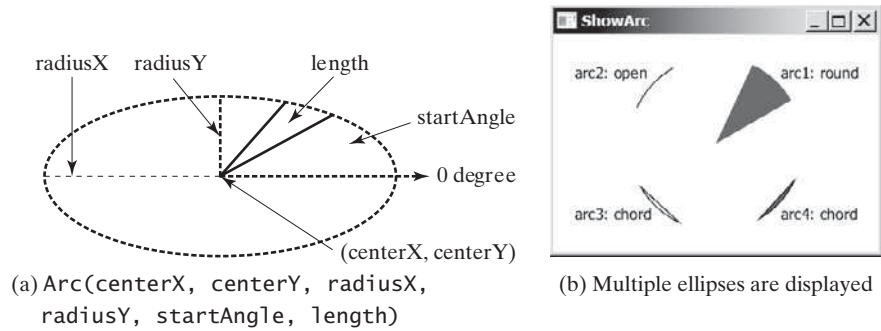 radiusX
radiusY
length
startAngle
0 degree
(centerX, centerY)
(a) Arc(centerX, centerY, radiusX,
radiusY, startAngle, length)
ShowArc
arc2: open
arc1: round
arc3: chord
arc4: chord
(b) Multiple ellipses are displayed